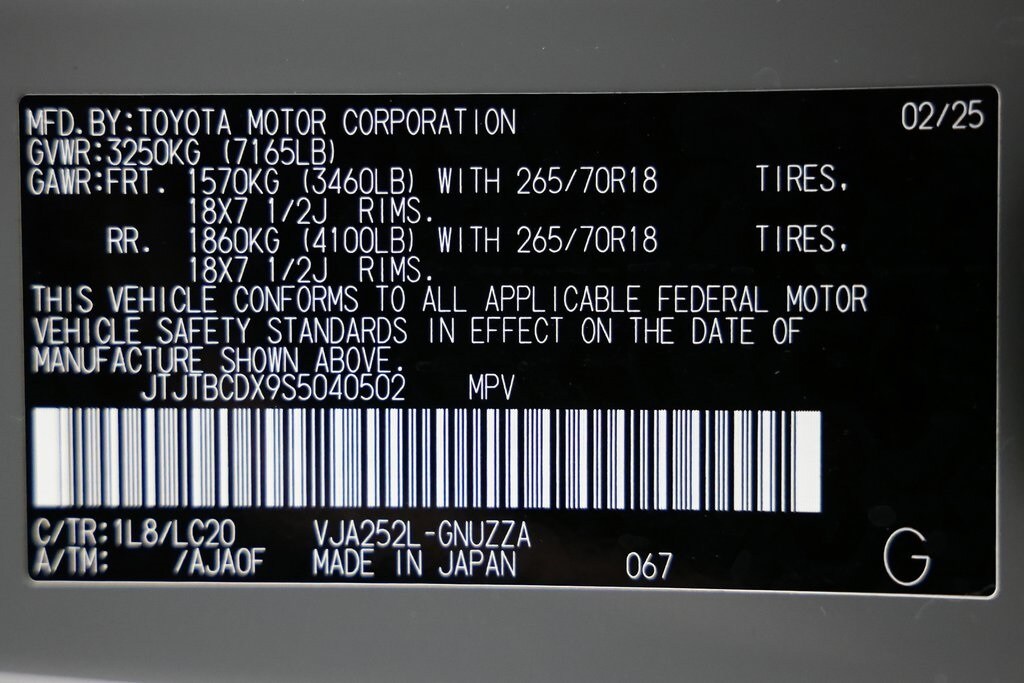 MFD.BY:TOYOTA MOTOR CORPORATION 02/25
GVWR:3250KG (7165LB)
GAWR:FRT. 1570KG (3460LB) WITH 265/70R18 TIRES,
18X7 1/2J RIMS.
RR. 1860KG (4100LB) WITH 265/70R18 TIRES,
18X7 1/2J RIMS.
THIS VEHICLE CONFORMS TO ALL APPLICABLE FEDERAL MOTOR
VEHICLE SAFETY STANDARDS IN EFFECT ON THE DATE OF
MANUFACTURE SHOWN ABOVE.
JTJTBCDX9S5040502 MPV
C/TR:1L8/LC20 VJA252L-GNUZZA
A/TM: /AJA0F MADE IN JAPAN 067 G